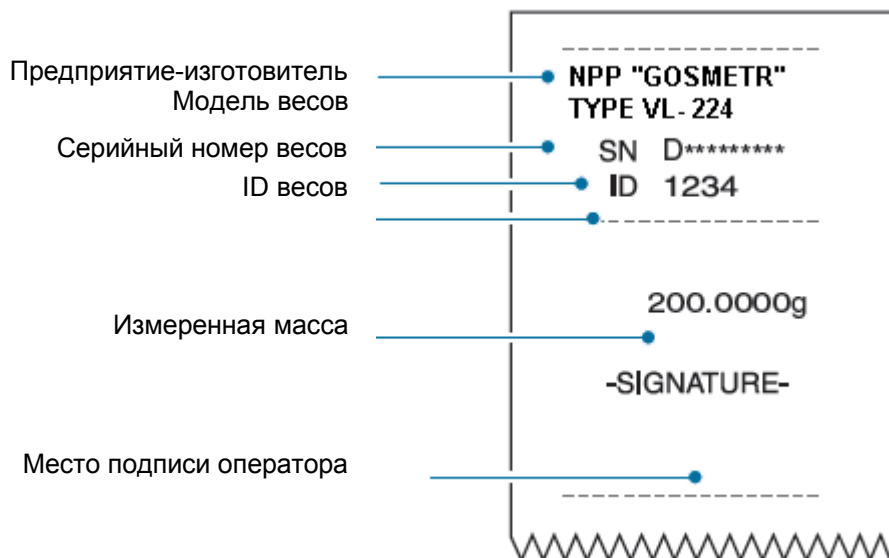 Предприятие-изготовитель
Модель весов
Серийный номер весов
ID весов
Измеренная масса
Место подписи оператора
NPP "GOSMETR"
TYPE VL-224
SN D*********
ID 1234
200.0000g
-SIGNATURE-